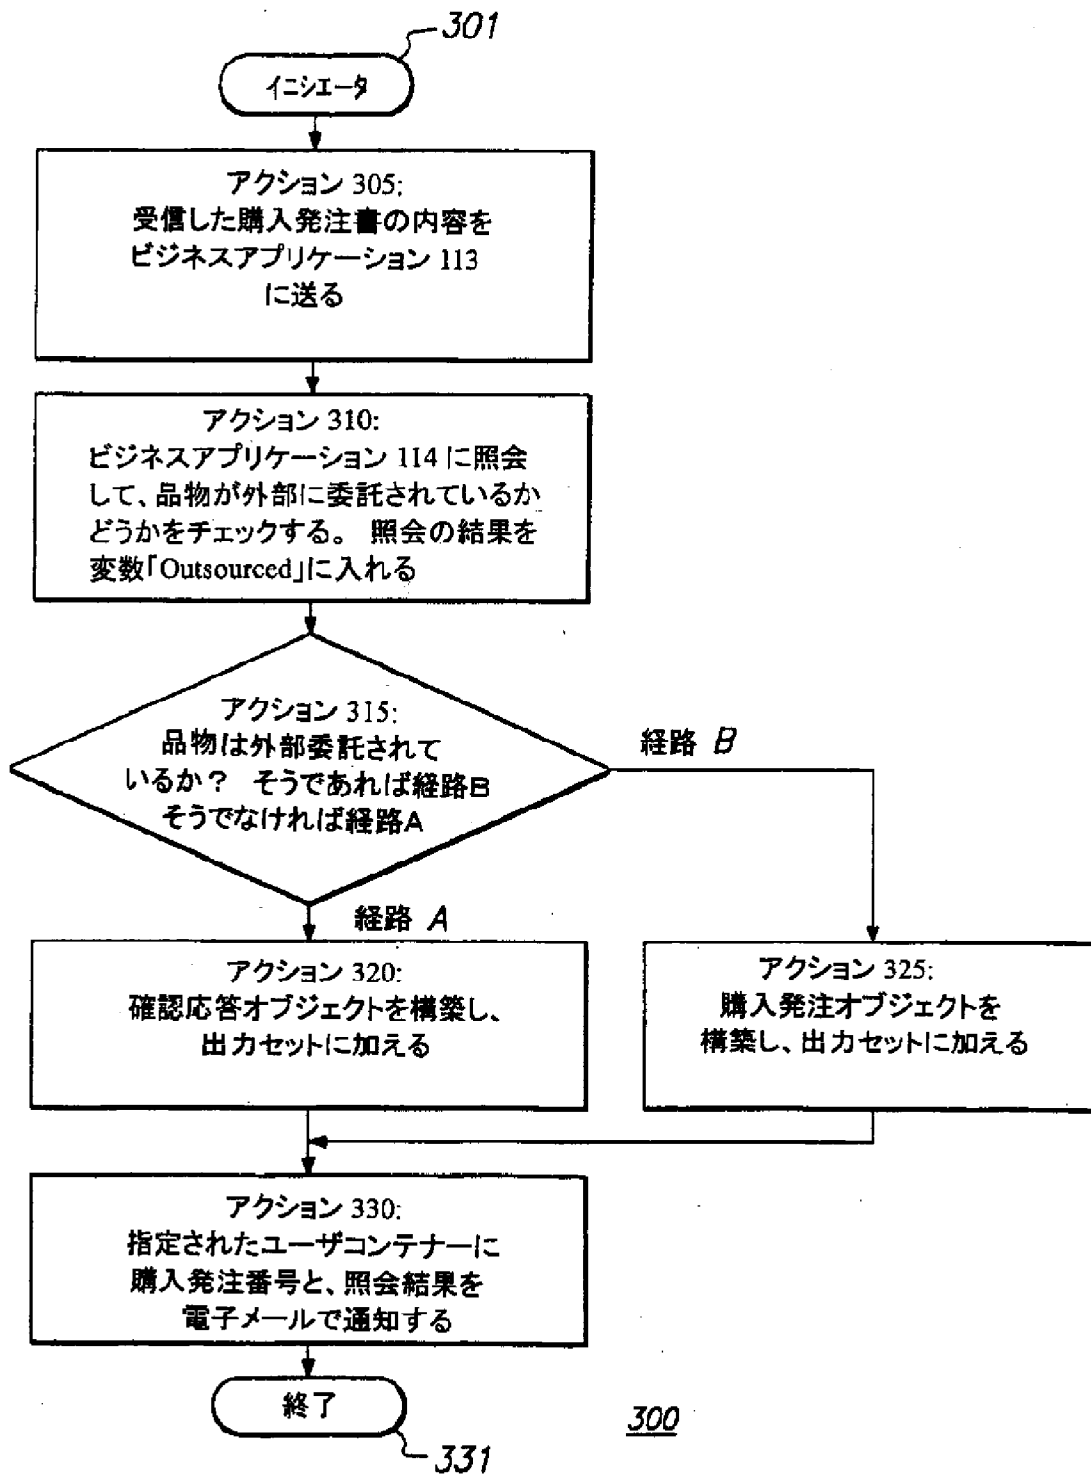 301
イニシエータ
アクション 305:
受信した購入発注書の内容を
ビジネスアプリケーション 113
に送る
アクション 310:
ビジネスアプリケーション 114 に照会
して、品物が外部に委託されているか
どうかをチェックする。 照会の結果を
変数「Outsourced」に入れる
アクション 315:
品物は外部委託されて
いるか？ そうであれば経路B
そうでなければ経路A
経路 B
経路 A
アクション 320:
確認応答オブジェクトを構築し、
出力セットに加える
アクション 325:
購入発注オブジェクトを
構築し、出力セットに加える
アクション 330:
指定されたユーザコンテナーに
購入発注番号と、照会結果を
電子メールで通知する
終了
300
331